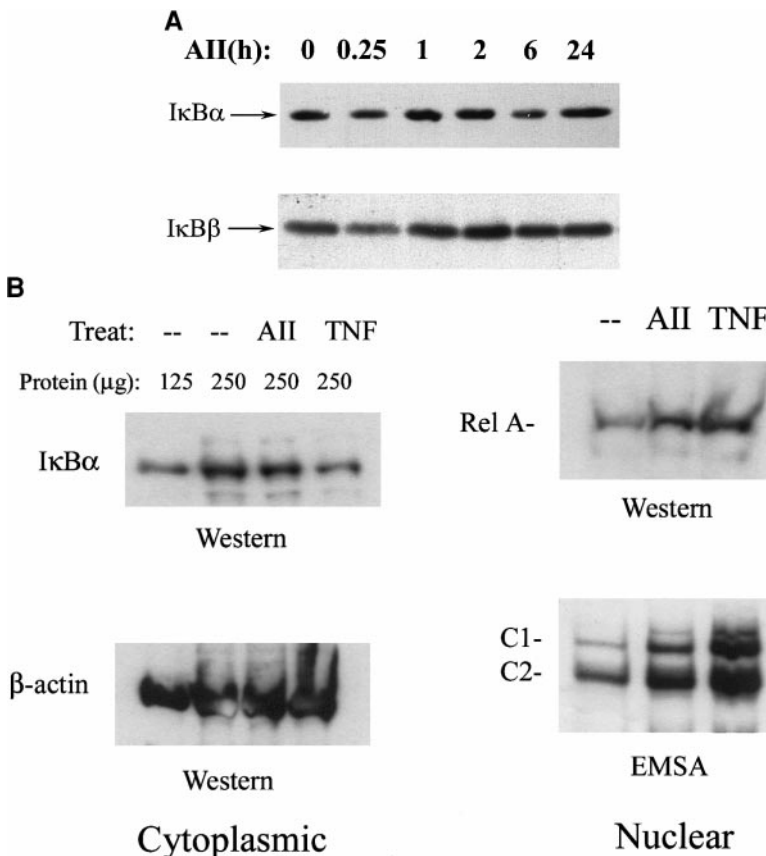 A
AII(h): 0 0.25 1 2 6 24
IκBα
IκBβ
B
Treat: -- -- AII TNF
Protein (μg): 125 250 250 250
IκBα
Western
β-actin
Western
Cytoplasmic
-- AII TNF
Rel A-
Western
C1-
C2-
EMSA
Nuclear